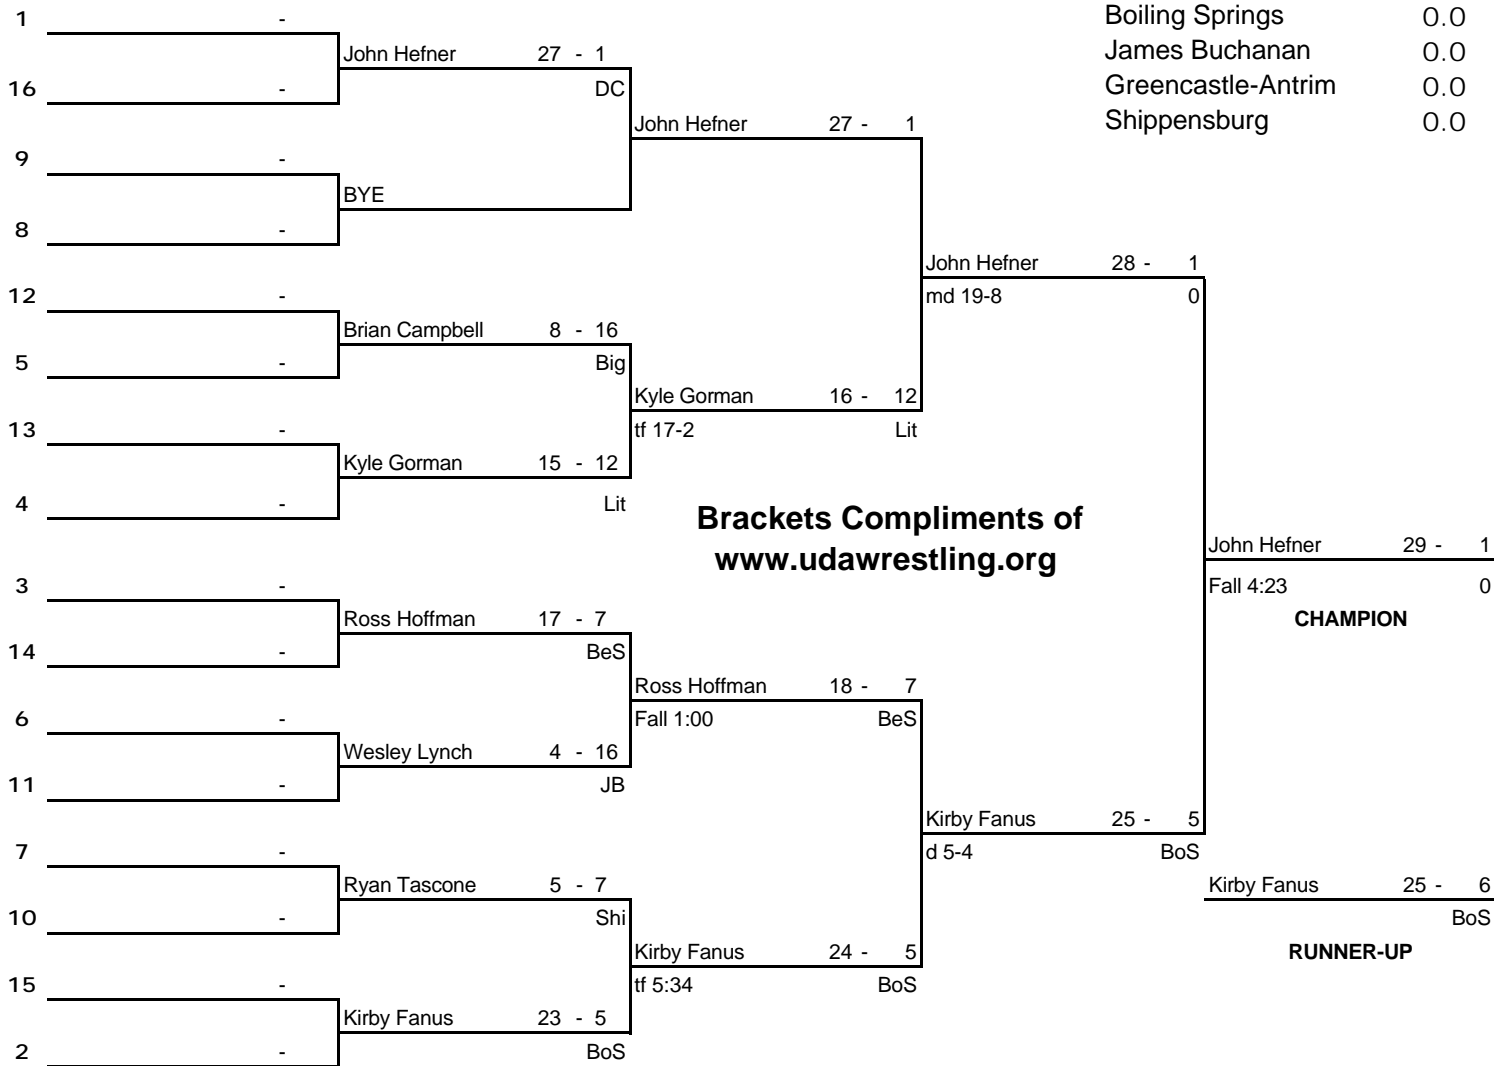 Boiling Springs 0.0
James Buchanan 0.0
Greencastle-Antrim 0.0
Shippensburg 0.0
1 -
John Hefner 27 - 1
DC
16 -
John Hefner 27 - 1
9 -
BYE
8 -
John Hefner 28 - 1
md 19-8 0
12 -
Brian Campbell 8 - 16
Big
5 -
Kyle Gorman 16 - 12
tf 17-2 Lit
13 -
Kyle Gorman 15 - 12
Lit
4 -
Brackets Compliments of
www.udawrestling.org
John Hefner 29 - 1
Fall 4:23 0
CHAMPION
3 -
Ross Hoffman 17 - 7
BeS
14 -
Ross Hoffman 18 - 7
Fall 1:00 BeS
6 -
Wesley Lynch 4 - 16
JB
11 -
Kirby Fanus 25 - 5
d 5-4 BoS
7 -
Ryan Tascone 5 - 7
Shi
10 -
Kirby Fanus 25 - 6
BoS
RUNNER-UP
Kirby Fanus 24 - 5
tf 5:34 BoS
15 -
Kirby Fanus 23 - 5
BoS
2 -